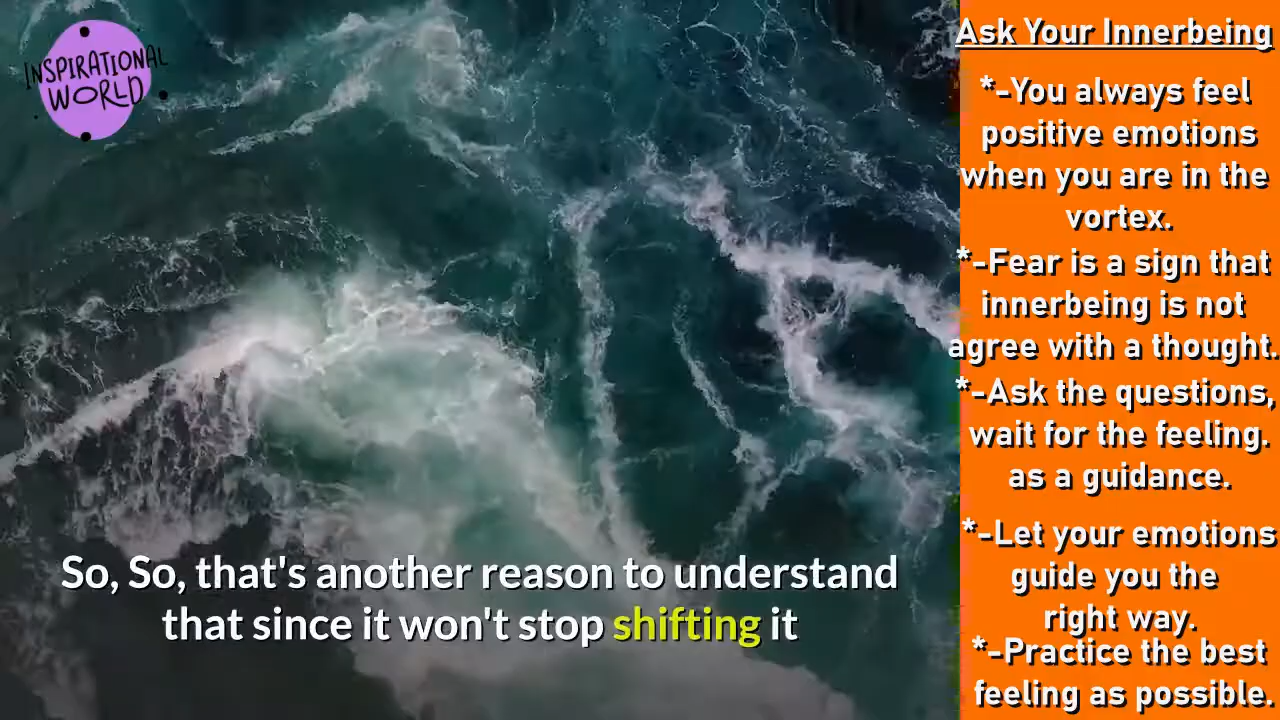 INSPIRATIONAL
WORLD
Ask Your Innerbeing
*-You always feel
positive emotions
when you are in the
vortex.
*-Fear is a sign that
innerbeing is not
agree with a thought.
*-Ask the questions,
wait for the feeling.
as a guidance.
*-Let your emotions
guide you the
right way.
*-Practice the best
feeling as possible.
So, So, that's another reason to understand
that since it won't stop shifting it